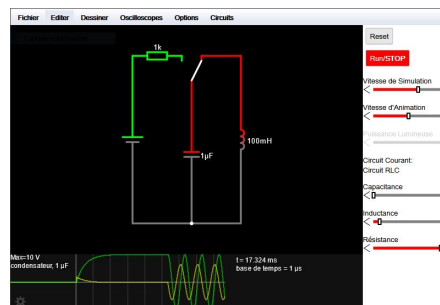 Fichier Editer Dessiner Oscilloscopes Options Circuits
Reset
Run/STOP
Vitesse de Simulation
Vitesse d'Animation
Puissance Lumineuse
Circuit Courant:
Circuit RLC
Capacitance
Inductance
Résistance
1k
100mH
1µF
Max=10 V
condensateur, 1 µF
t = 17.324 ms
base de temps = 1 µs